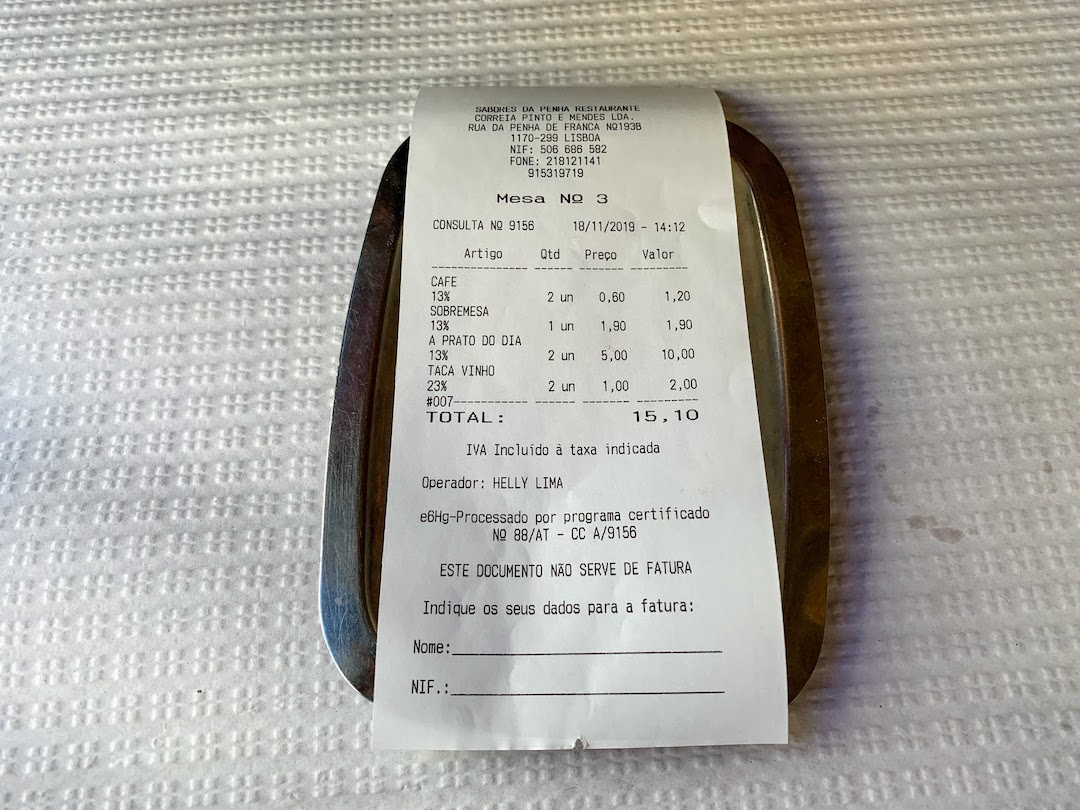 SABORES DA PENHA RESTAURANTE
CORREIA PINTO E MENDES LDA.
RUA DA PENHA DE FRANCA Nº193B
1170-299 LISBOA
NIF: 506 686 592
FONE: 218121141
915319719
Mesa Nº 3
CONSULTA Nº 9156 18/11/2019 - 14:12
Artigo Qtd Preço Valor
CAFE
13% 2 un 0,60 1,20
SOBREMESA
13% 1 un 1,90 1,90
A PRATO DO DIA
13% 2 un 5,00 10,00
TACA VINHO
23% 2 un 1,00 2,00
#007
TOTAL: 15,10
IVA Incluído à taxa indicada
Operador: HELLY LIMA
e6Hg-Processado por programa certificado
Nº 88/AT - CC A/9156
ESTE DOCUMENTO NÃO SERVE DE FATURA
Indique os seus dados para a fatura:
Nome:
NIF.: